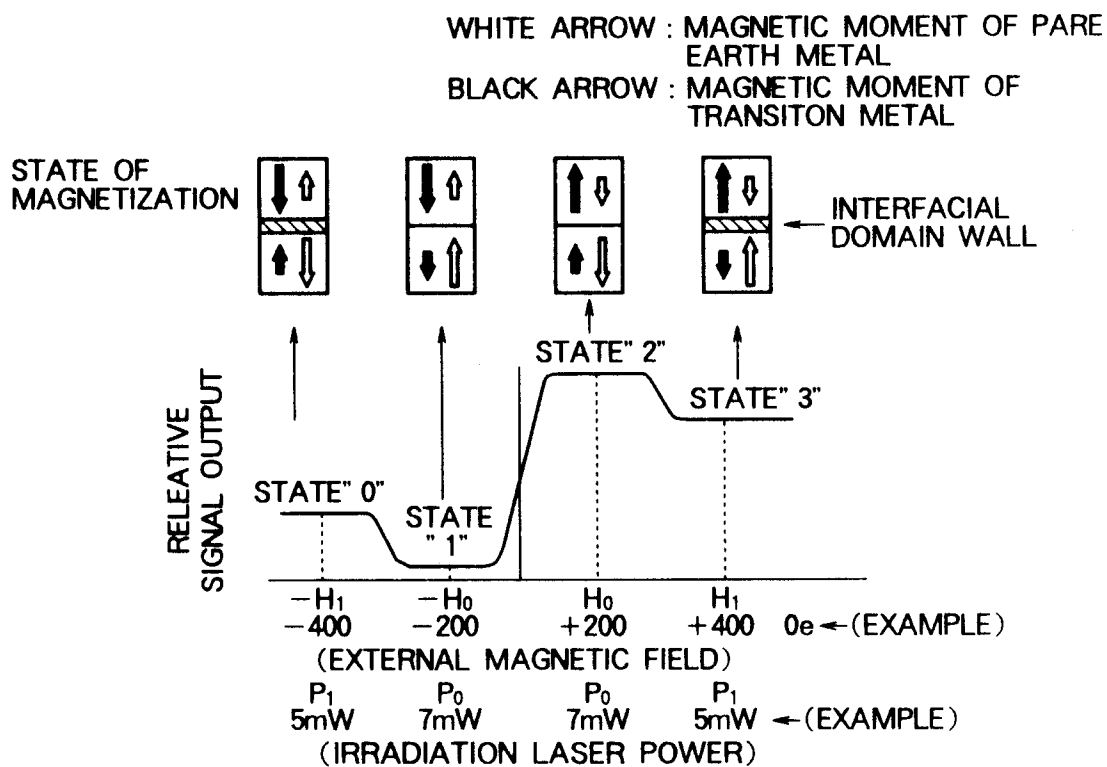 WHITE ARROW : MAGNETIC MOMENT OF PARE
EARTH METAL
BLACK ARROW : MAGNETIC MOMENT OF
TRANSITON METAL
STATE OF
MAGNETIZATION
INTERFACIAL
DOMAIN WALL
STATE" 2"
STATE" 3"
RELEATIVE
SIGNAL OUTPUT
STATE" 0"
STATE
" 1"
−H1 −H0 H0 H1
−400 −200 +200 +400 0e ←(EXAMPLE)
(EXTERNAL MAGNETIC FIELD)
P1 P0 P0 P1
5mW 7mW 7mW 5mW ←(EXAMPLE)
(IRRADIATION LASER POWER)